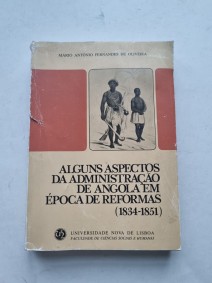 MÁRIO ANTÓNIO FERNANDES DE OLIVEIRA
ALGUNS ASPECTOS
DA ADMINISTRAÇÃO
DE ANGOLA EM
ÉPOCA DE REFORMAS
(1834-1851)
UNIVERSIDADE NOVA DE LISBOA
FACULDADE DE CIÊNCIAS SOCIAIS E HUMANAS